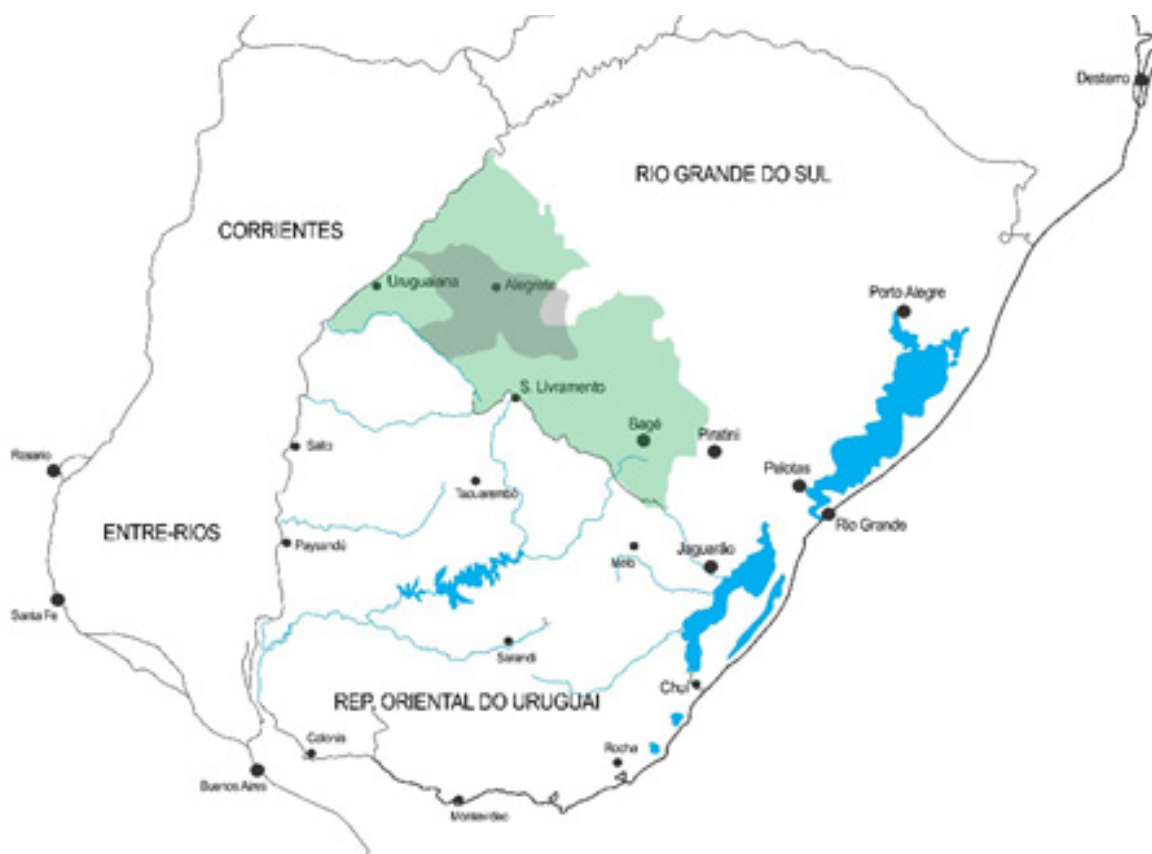 Desterro
RIO GRANDE DO SUL
CORRIENTES
Uruguaiana
Alegrete
Porto Alegre
S. Livramento
Bagé
Piratini
Salto
Rosario
Taquarembó
Pelotas
Rio Grande
ENTRE-RIOS
Paysandú
Melo
Jaguarão
Santa Fe
Sarandi
Chuí
REP. ORIENTAL DO URUGUAI
Colonia
Rocha
Buenos Aires
Montevideo